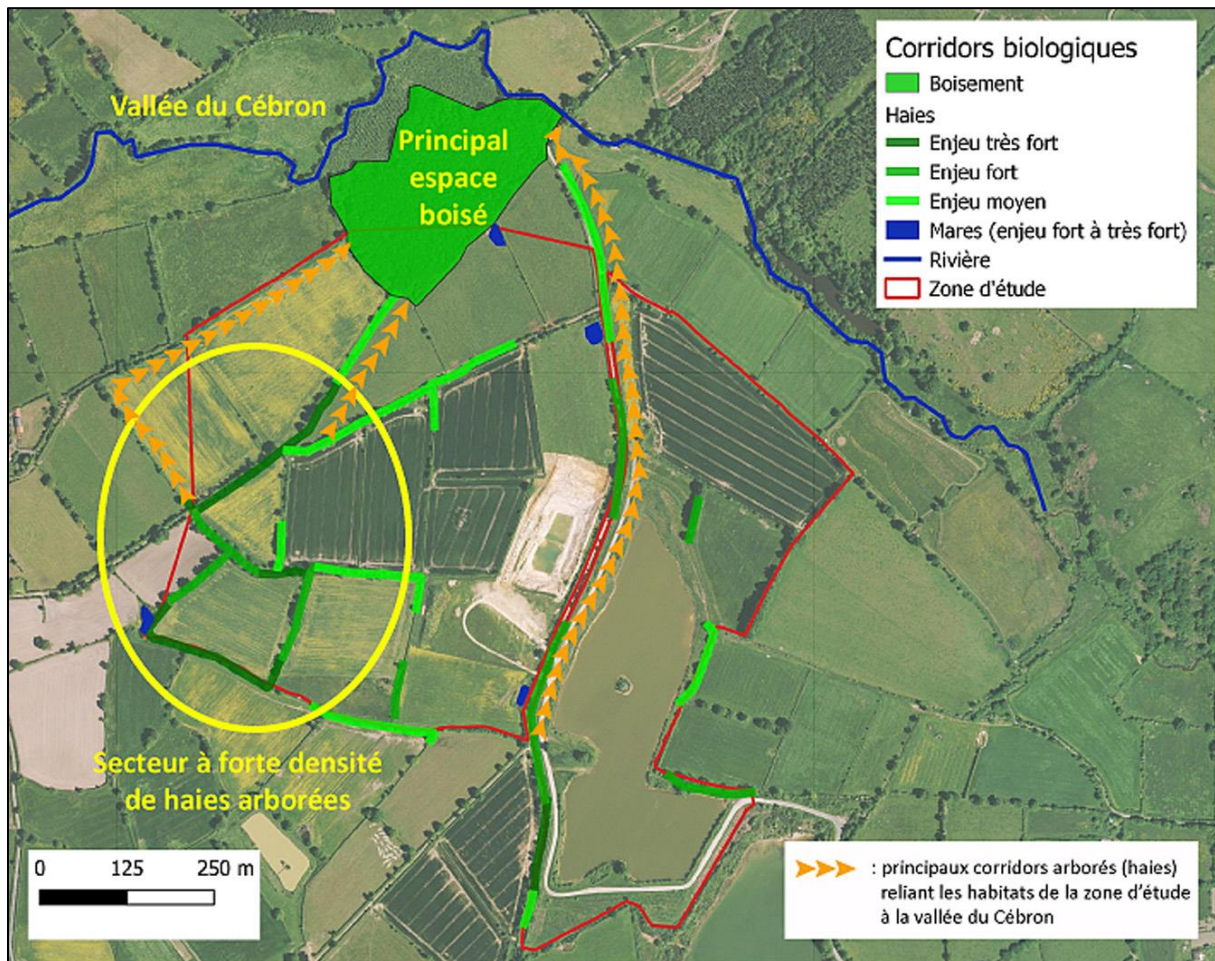 Vallée du Cébron
Principal
espace
boisé
Secteur à forte densité
de haies arborées
Corridors biologiques
Boisement
Haies
Enjeu très fort
Enjeu fort
Enjeu moyen
Mares (enjeu fort à très fort)
Rivière
Zone d'étude
0 125 250 m
: principaux corridors arborés (haies)
reliant les habitats de la zone d'étude
à la vallée du Cébron